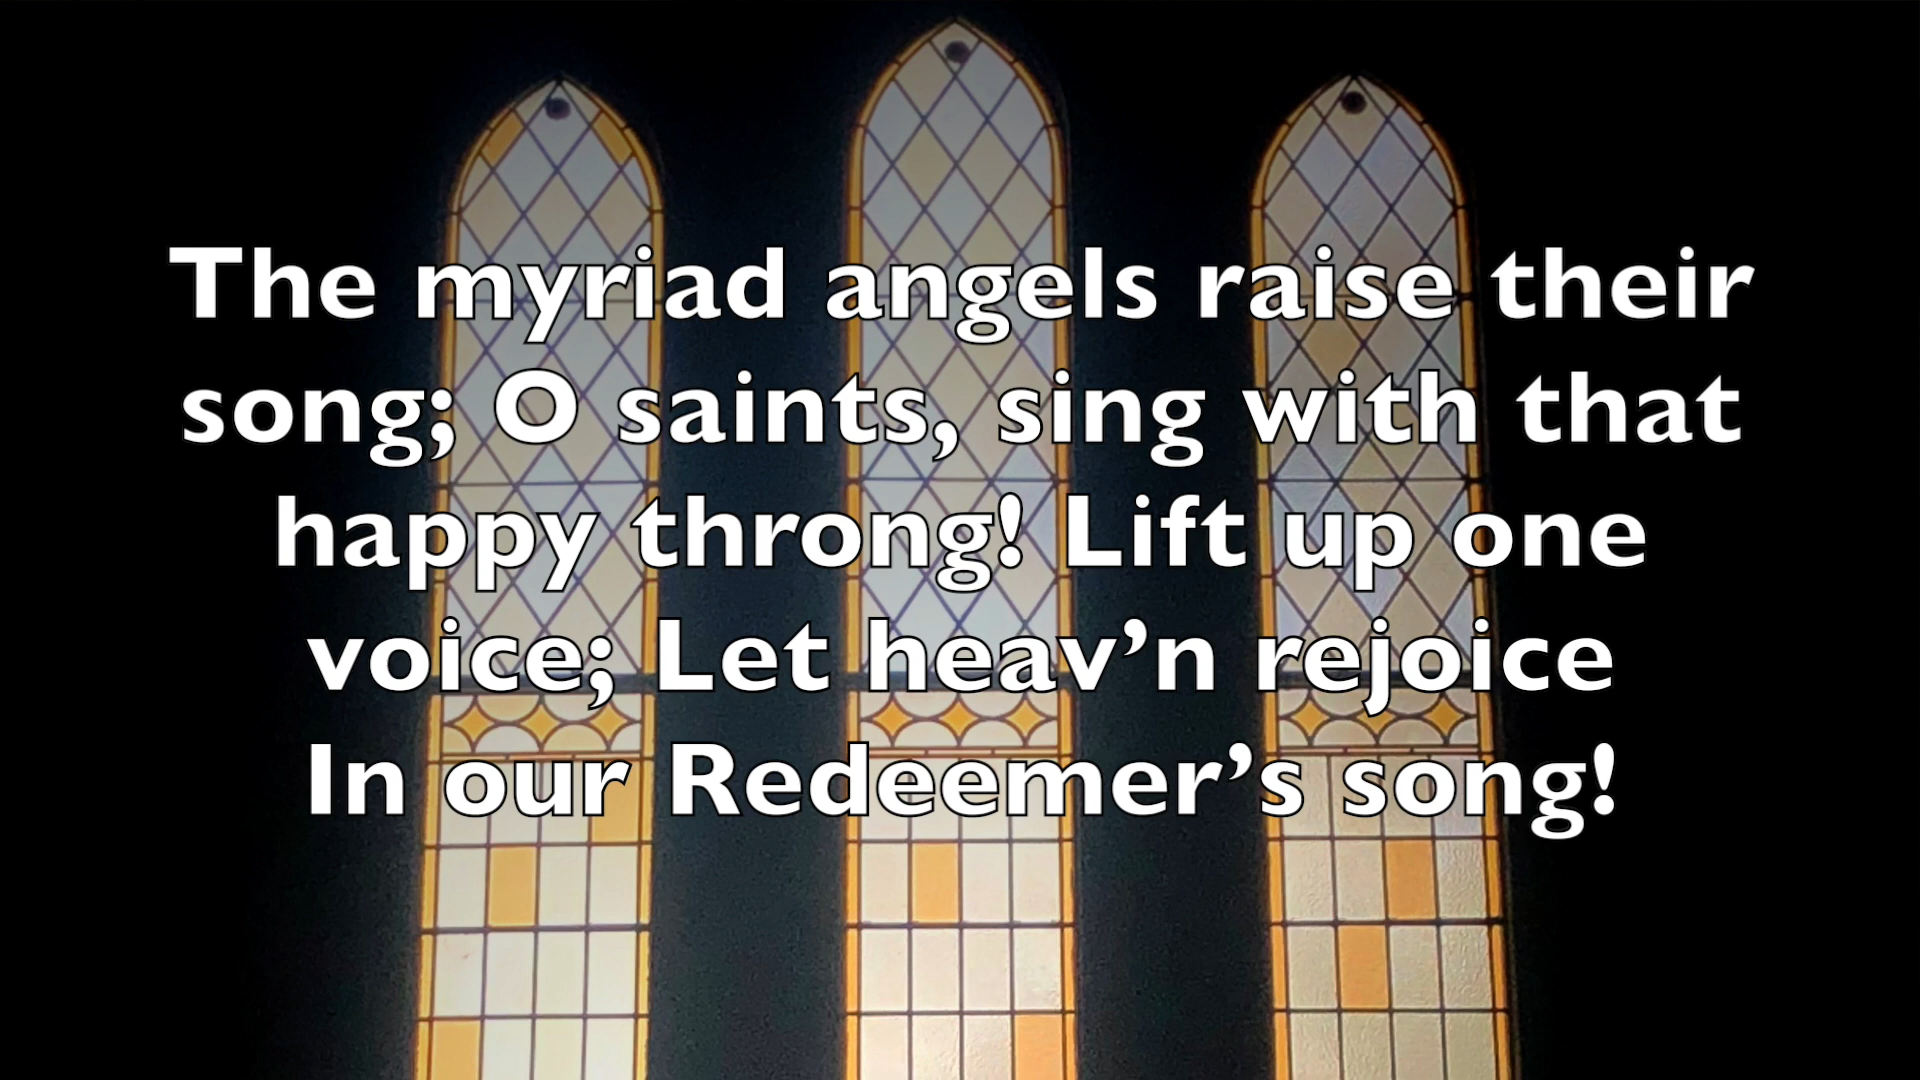 The myriad angels raise their
song; O saints, sing with that
happy throng! Lift up one
voice; Let heav’n rejoice
In our Redeemer’s song!